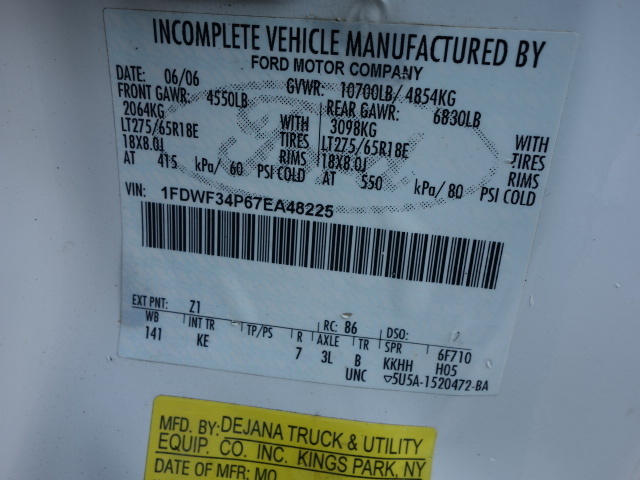 INCOMPLETE VEHICLE MANUFACTURED BY
FORD MOTOR COMPANY
DATE: 06/06 GVWR: 10700LB/ 4854KG
FRONT GAWR: 4550LB REAR GAWR: 6830LB
2064KG WITH 3098KG WITH
LT275/65R18E TIRES LT275/65R18E TIRES
18X8.0J RIMS 18X8.0J RIMS
AT 415 kPa/ 60 PSI COLD AT 550 kPa/ 80 PSI COLD
VIN: 1FDWF34P67EA48225
EXT PNT: Z1 RC: 86 DSO:
WB INT TR TP/PS R AXLE TR SPR 6F710
141 KE 7 3L B KKHH H05
UNC ▽5U5A-1520472-BA
MFG. BY: DEJANA TRUCK & UTILITY
EQUIP. CO. INC. KINGS PARK, NY
DATE OF MFR: MO